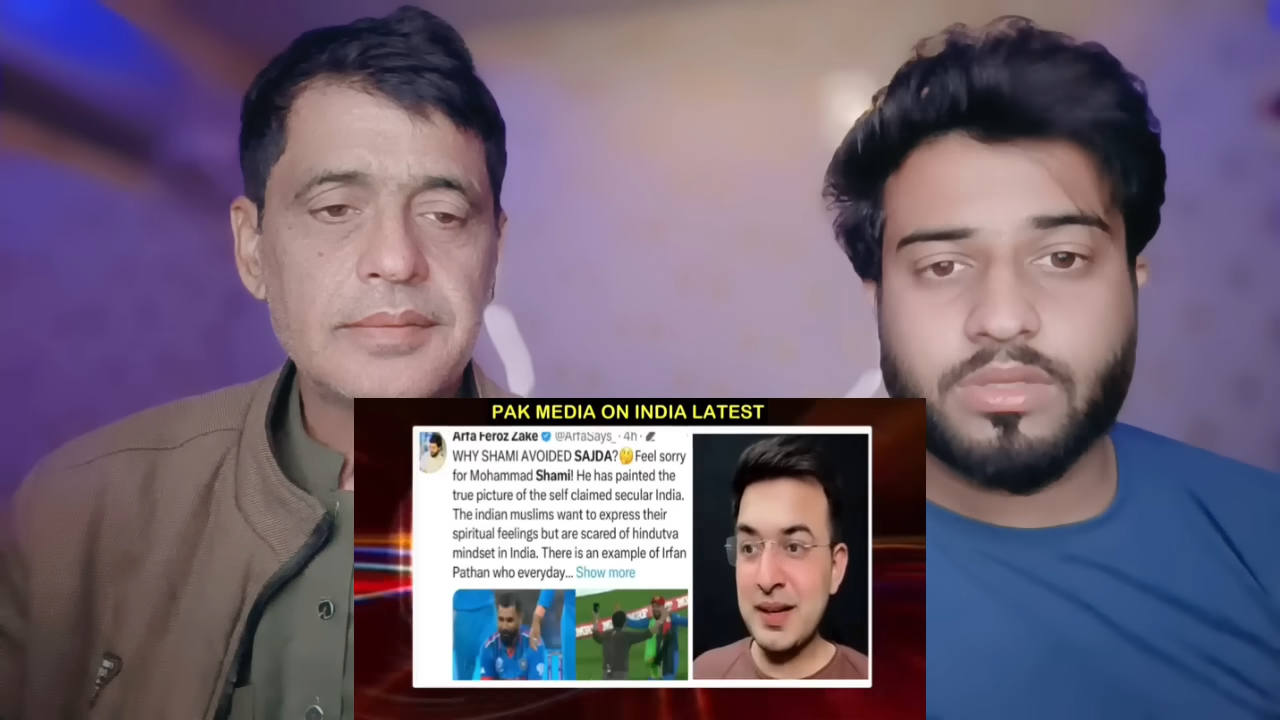 PAK MEDIA ON INDIA LATEST
Arfa Feroz Zake @ArfaSays_ · 4h ·
WHY SHAMI AVOIDED SAJDA?🤔Feel sorry
for Mohammad Shami! He has painted the
true picture of the self claimed secular India.
The indian muslims want to express their
spiritual feelings but are scared of hindutva
mindset in India. There is an example of Irfan
Pathan who everyday... Show more